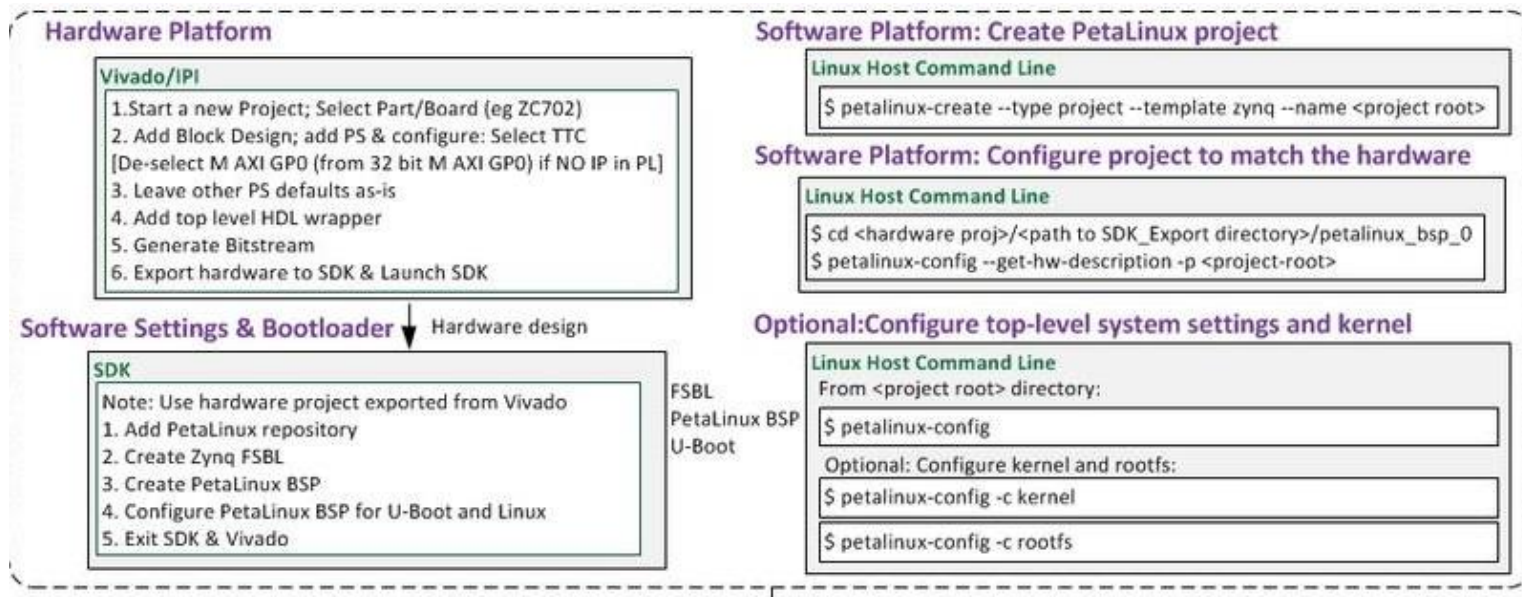 Hardware Platform
Vivado/IPI
1.Start a new Project; Select Part/Board (eg ZC702)
2. Add Block Design; add PS & configure: Select TTC
[De-select M AXI GP0 (from 32 bit M AXI GP0) if NO IP in PL]
3. Leave other PS defaults as-is
4. Add top level HDL wrapper
5. Generate Bitstream
6. Export hardware to SDK & Launch SDK
Hardware design
Software Settings & Bootloader
SDK
Note: Use hardware project exported from Vivado
1. Add PetaLinux repository
2. Create Zynq FSBL
3. Create PetaLinux BSP
4. Configure PetaLinux BSP for U-Boot and Linux
5. Exit SDK & Vivado
FSBL
PetaLinux BSP
U-Boot
Software Platform: Create PetaLinux project
Linux Host Command Line
$ petalinux-create --type project --template zynq --name <project root>
Software Platform: Configure project to match the hardware
Linux Host Command Line
$ cd <hardware proj>/<path to SDK_Export directory>/petalinux_bsp_0
$ petalinux-config --get-hw-description -p <project-root>
Optional:Configure top-level system settings and kernel
Linux Host Command Line
From <project root> directory:
$ petalinux-config
Optional: Configure kernel and rootfs:
$ petalinux-config -c kernel
$ petalinux-config -c rootfs